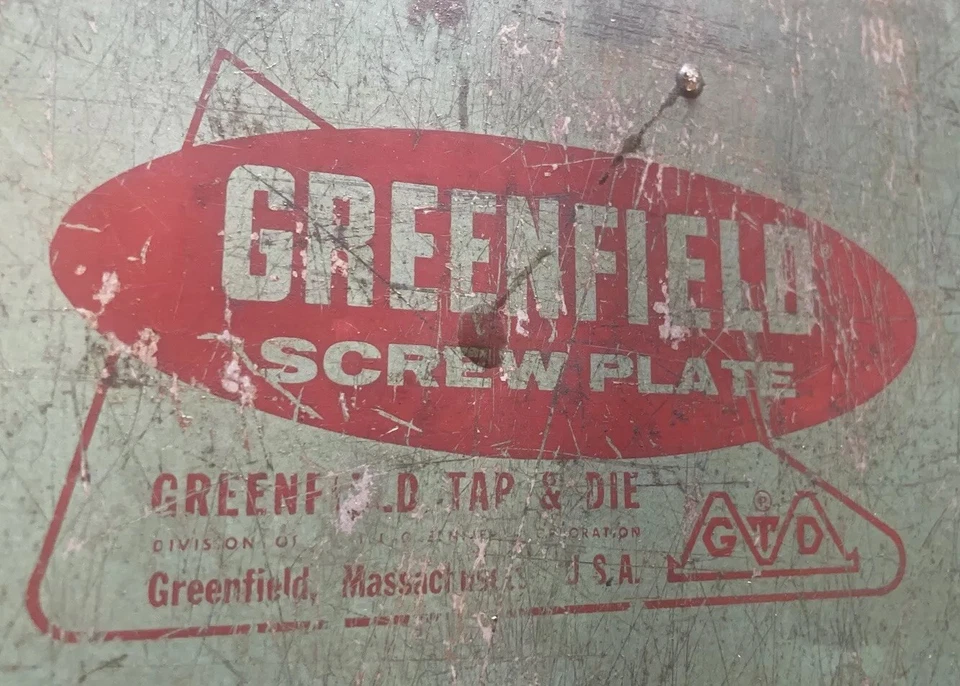 GREENFIELD
SCREW PLATE
GREENFIELD TAP & DIE
DIVISION OF
Greenfield, Massachusetts U.S.A.
GTD
®